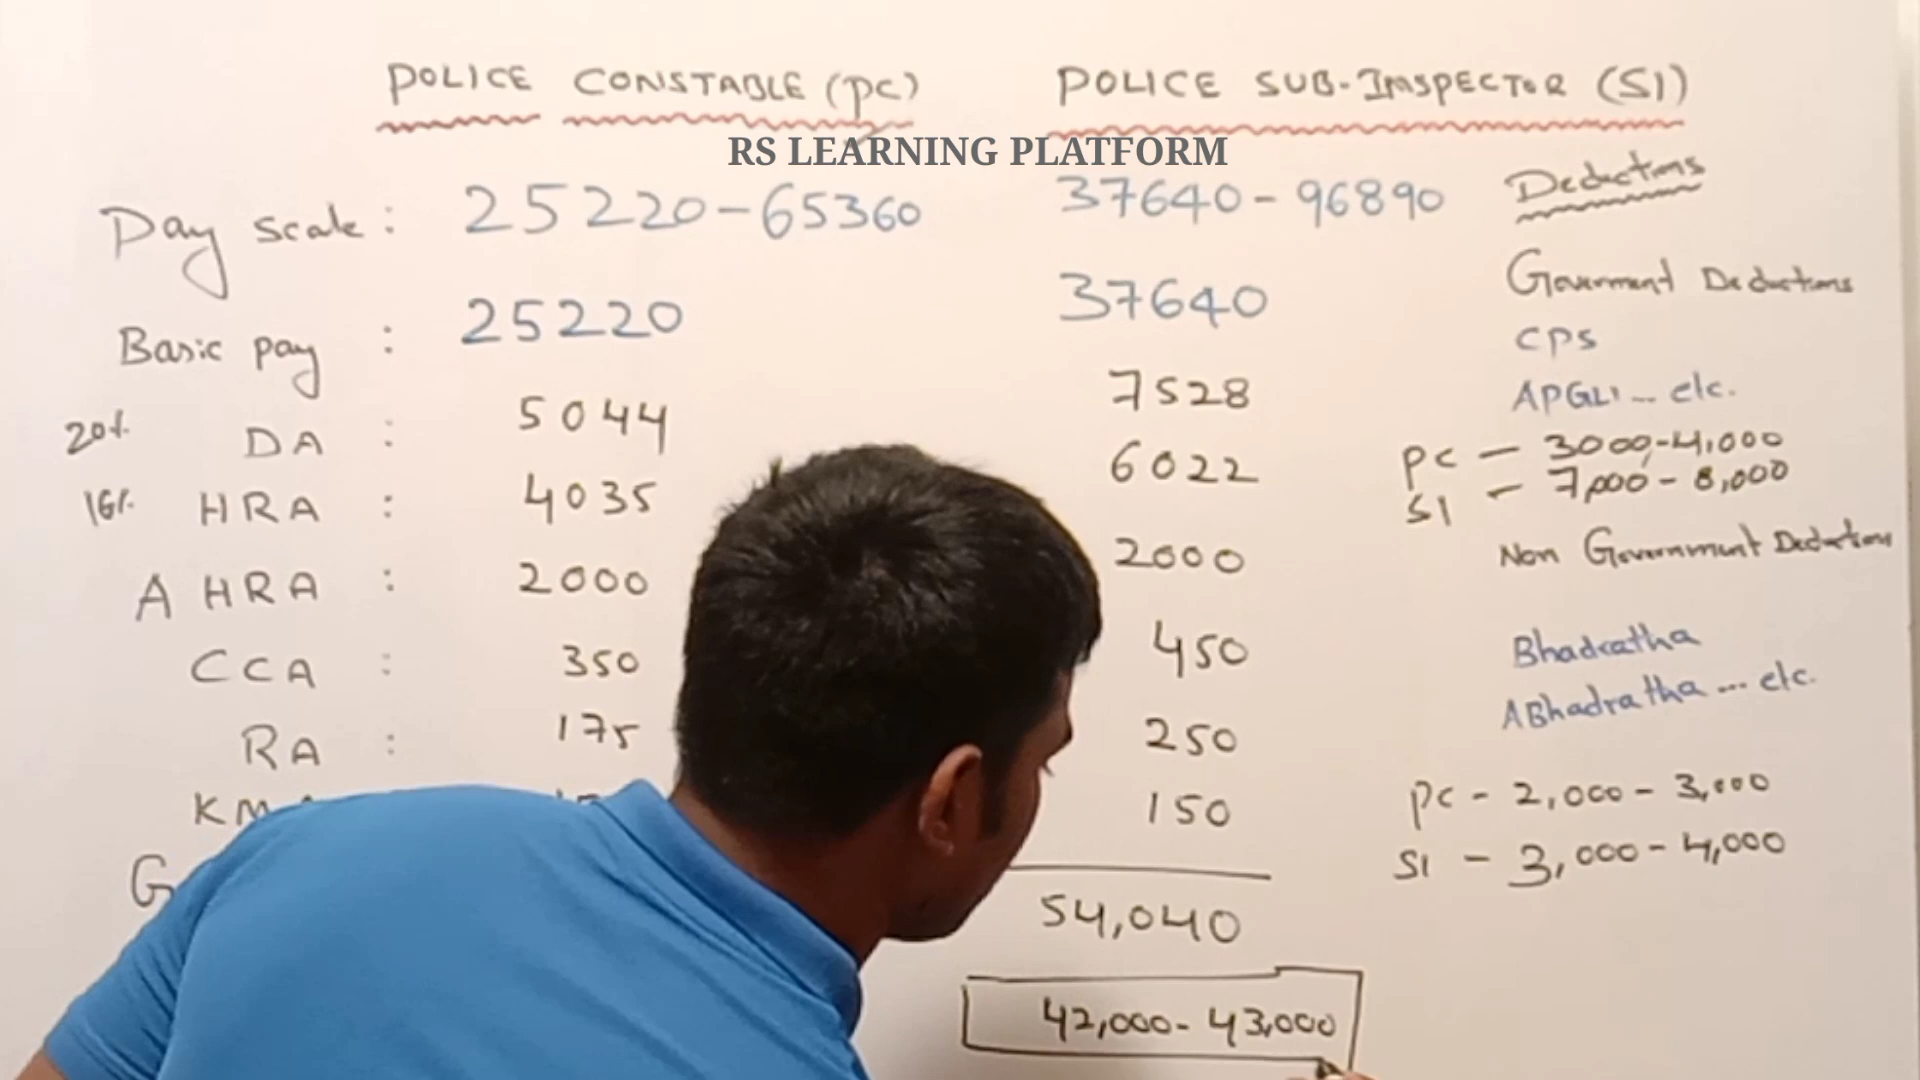 POLICE CONSTABLE (PC) POLICE SUB-INSPECTOR (SI)
RS LEARNING PLATFORM
Pay scale : 25220-65360 37640-96890 Deductions
Basic pay : 25220 37640 Government Deductions
CPS
20% DA : 5044 7528 APGLI ... etc.
PC - 3000-4,000
16% HRA : 4035 6022 SI - 7,000-8,000
A HRA : 2000 2000 Non Government Deductions
CCA : 350 450 Bhadratha
ABhadratha ... etc.
RA : 175 250
150 PC - 2,000-3,000
SI - 3,000-4,000
54,040
42,000-43,000